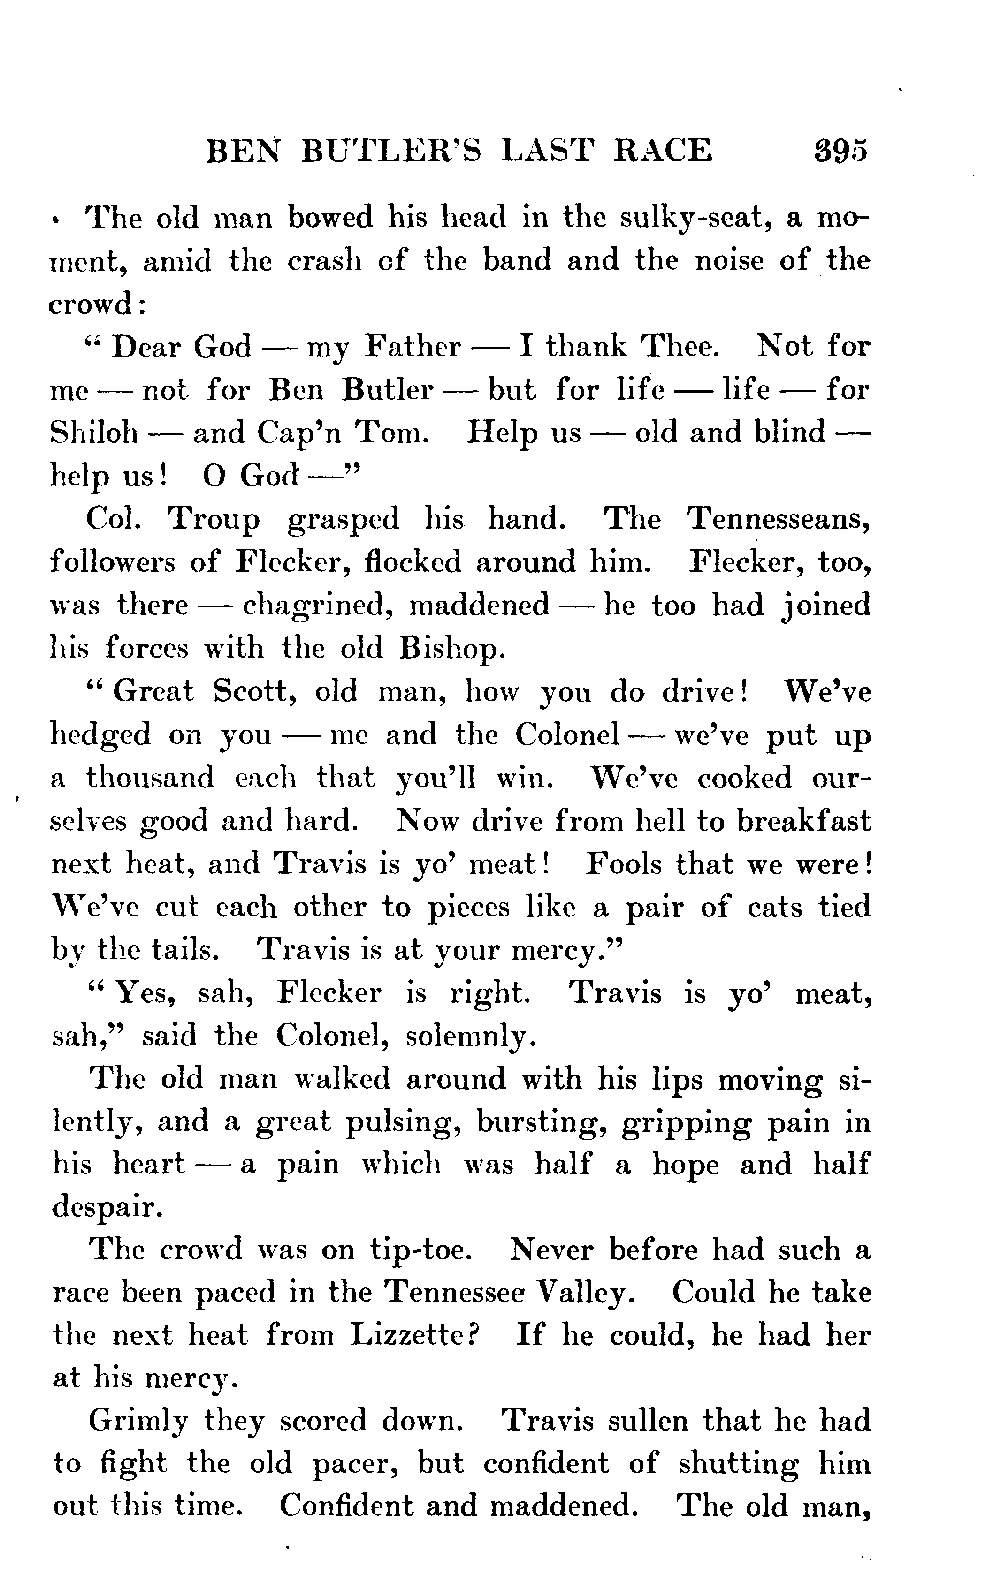 BEN BUTLER'S LAST RACE 395
The old man bowed his head in the sulky-seat, a mo-
ment, amid the crash of the band and the noise of the
crowd:
"Dear God — my Father — I thank Thee. Not for
me — not for Ben Butler — but for life — life — for
Shiloh — and Cap'n Tom. Help us — old and blind —
help us! O God —"
Col. Troup grasped his hand. The Tennesseans,
followers of Flecker, flocked around him. Flecker, too,
was there — chagrined, maddened — he too had joined
his forces with the old Bishop.
"Great Scott, old man, how you do drive! We've
hedged on you — me and the Colonel — we've put up
a thousand each that you'll win. We've cooked our-
selves good and hard. Now drive from hell to breakfast
next heat, and Travis is yo' meat! Fools that we were!
We've cut each other to pieces like a pair of cats tied
by the tails. Travis is at your mercy."
"Yes, sah, Flecker is right. Travis is yo' meat,
sah," said the Colonel, solemnly.
The old man walked around with his lips moving si-
lently, and a great pulsing, bursting, gripping pain in
his heart — a pain which was half a hope and half
despair.
The crowd was on tip-toe. Never before had such a
race been paced in the Tennessee Valley. Could he take
the next heat from Lizzette? If he could, he had her
at his mercy.
Grimly they scored down. Travis sullen that he had
to fight the old pacer, but confident of shutting him
out this time. Confident and maddened. The old man,